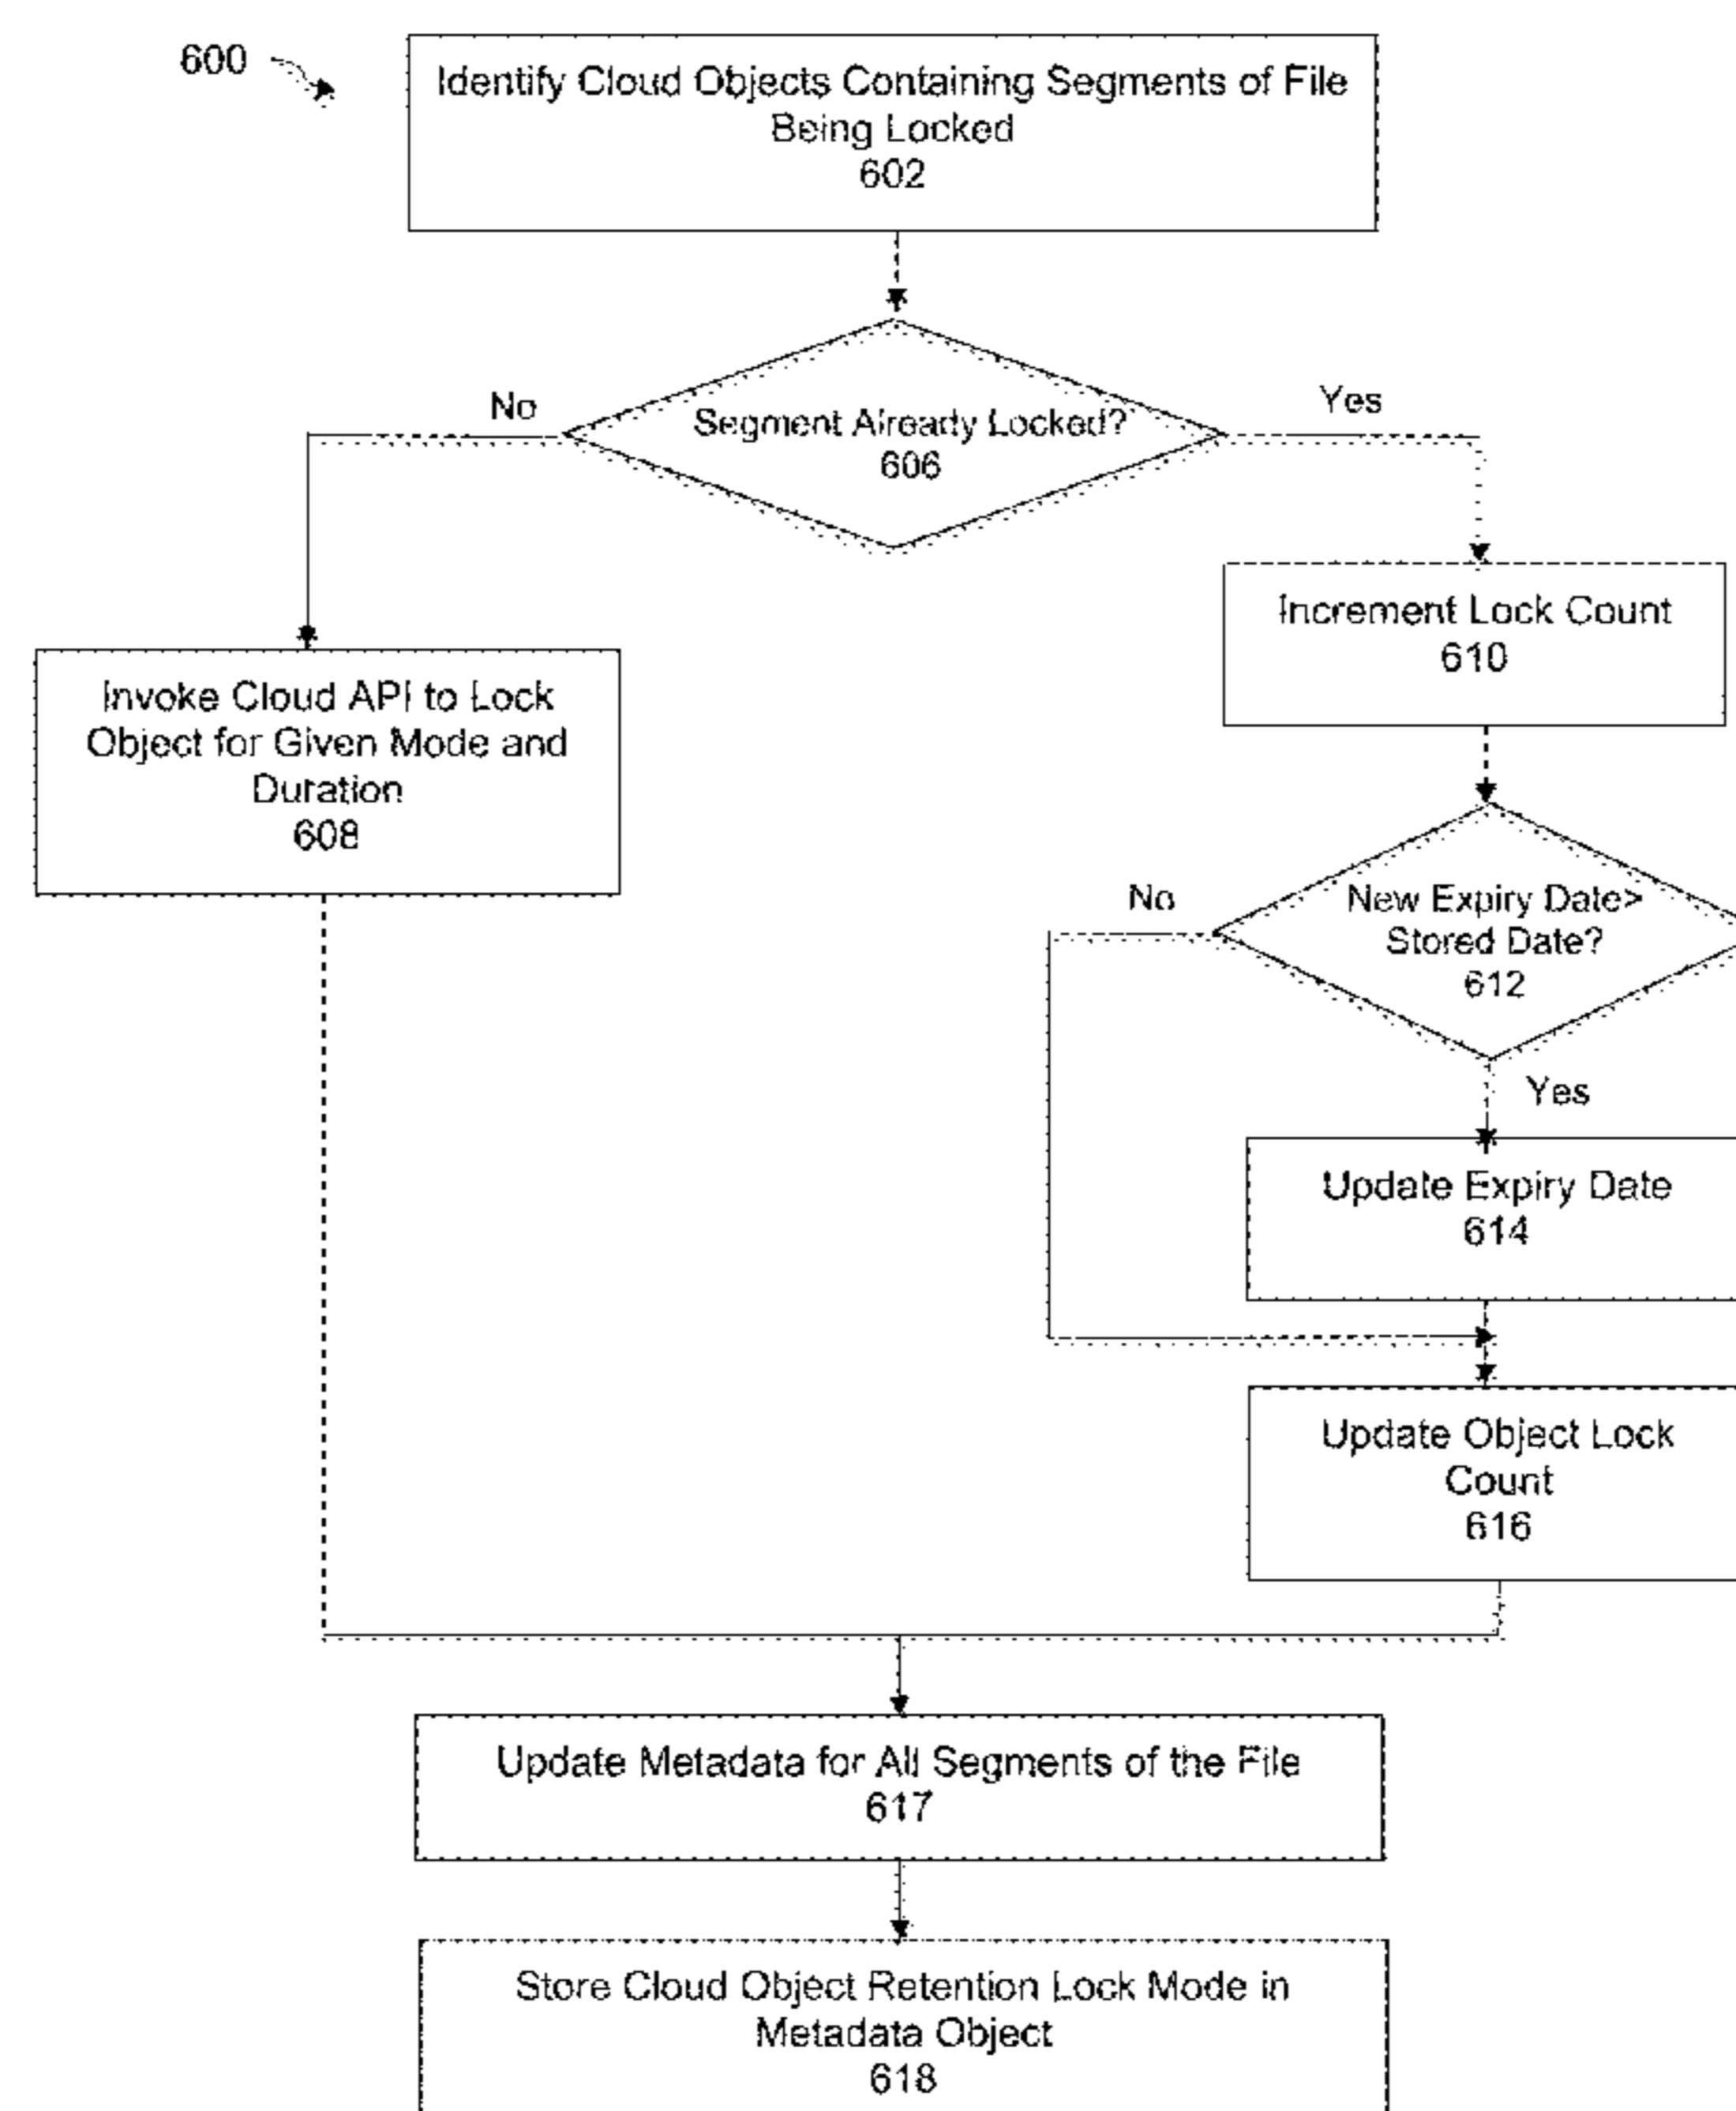 600
Identify Cloud Objects Containing Segments of File
Being Locked
602
No
Yes
Segment Already Locked?
606
Increment Lock Count
610
Invoke Cloud API to Lock
Object for Given Mode and
Duration
608
No
New Expiry Date>
Stored Date?
612
Yes
Update Expiry Date
614
Update Object Lock
Count
616
Update Metadata for All Segments of the File
617
Store Cloud Object Retention Lock Mode in
Metadata Object
618